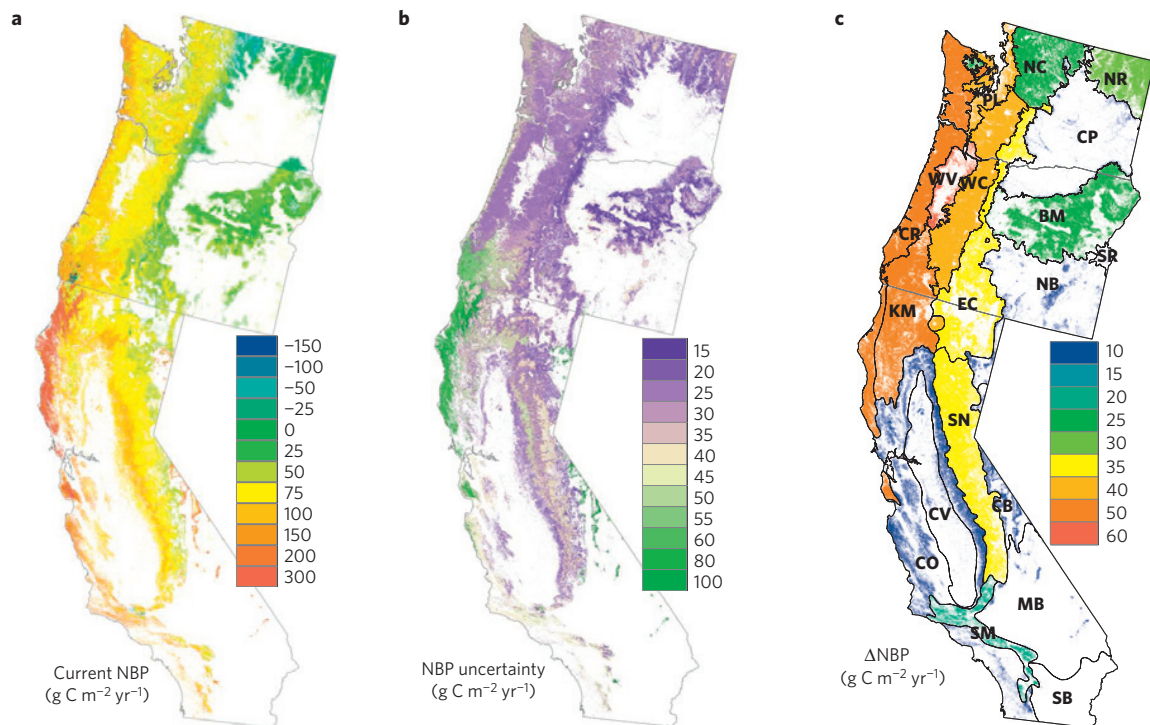 a
−150
−100
−50
−25
0
25
50
75
100
150
200
300
Current NBP
(g C m⁻² yr⁻¹)
b
15
20
25
30
35
40
45
50
55
60
80
100
NBP uncertainty
(g C m⁻² yr⁻¹)
c
NC
NR
PL
CP
WV
WC
BM
CR
SR
NB
EC
KM
10
15
20
25
30
35
40
50
60
SN
CV
CB
CO
MB
SM
SB
ΔNBP
(g C m⁻² yr⁻¹)